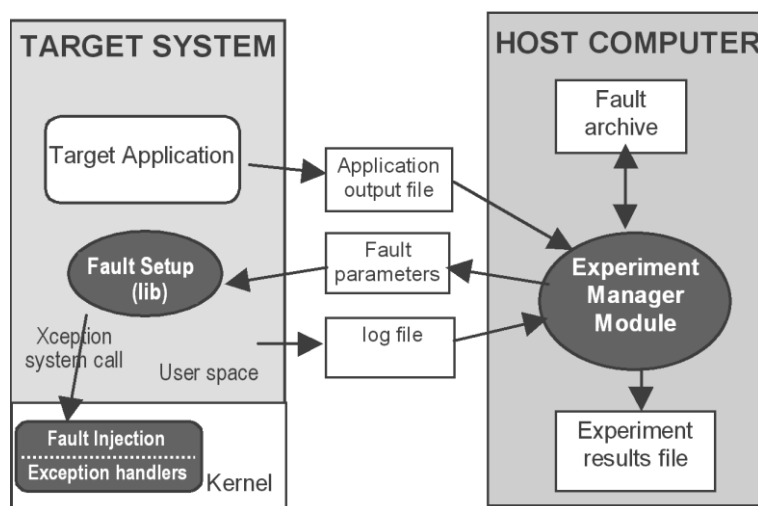 TARGET SYSTEM
Target Application
Fault Setup
(lib)
Xception
system call
User space
Fault Injection
Exception handlers
Kernel
Application
output file
Fault
parameters
log file
HOST COMPUTER
Fault
archive
Experiment
Manager
Module
Experiment
results file